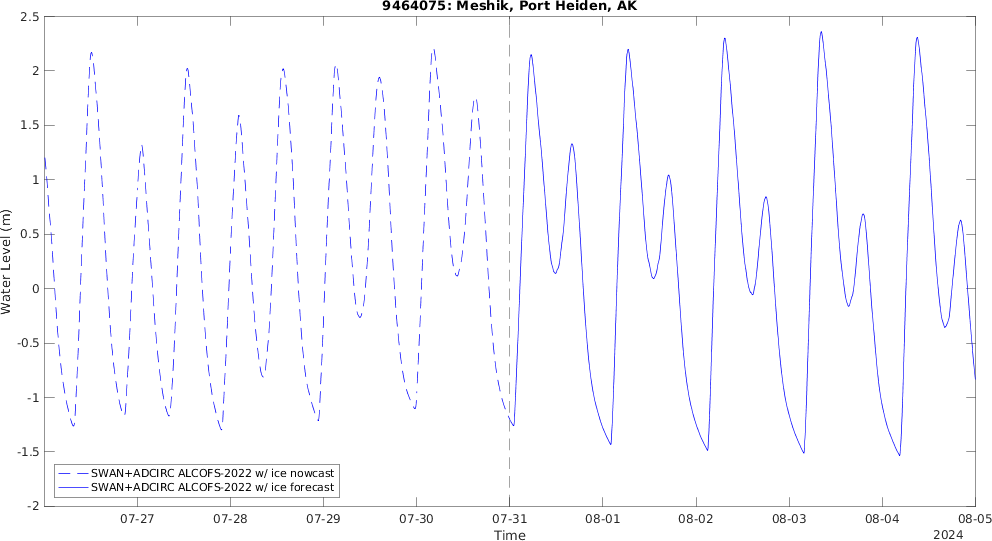 9464075: Meshik, Port Heiden, AK
2.5
2
1.5
1
0.5
0
-0.5
-1
-1.5
-2
Water Level (m)
SWAN+ADCIRC ALCOFS-2022 w/ ice nowcast
SWAN+ADCIRC ALCOFS-2022 w/ ice forecast
07-27 07-28 07-29 07-30 07-31 08-01 08-02 08-03 08-04 08-05
Time
2024